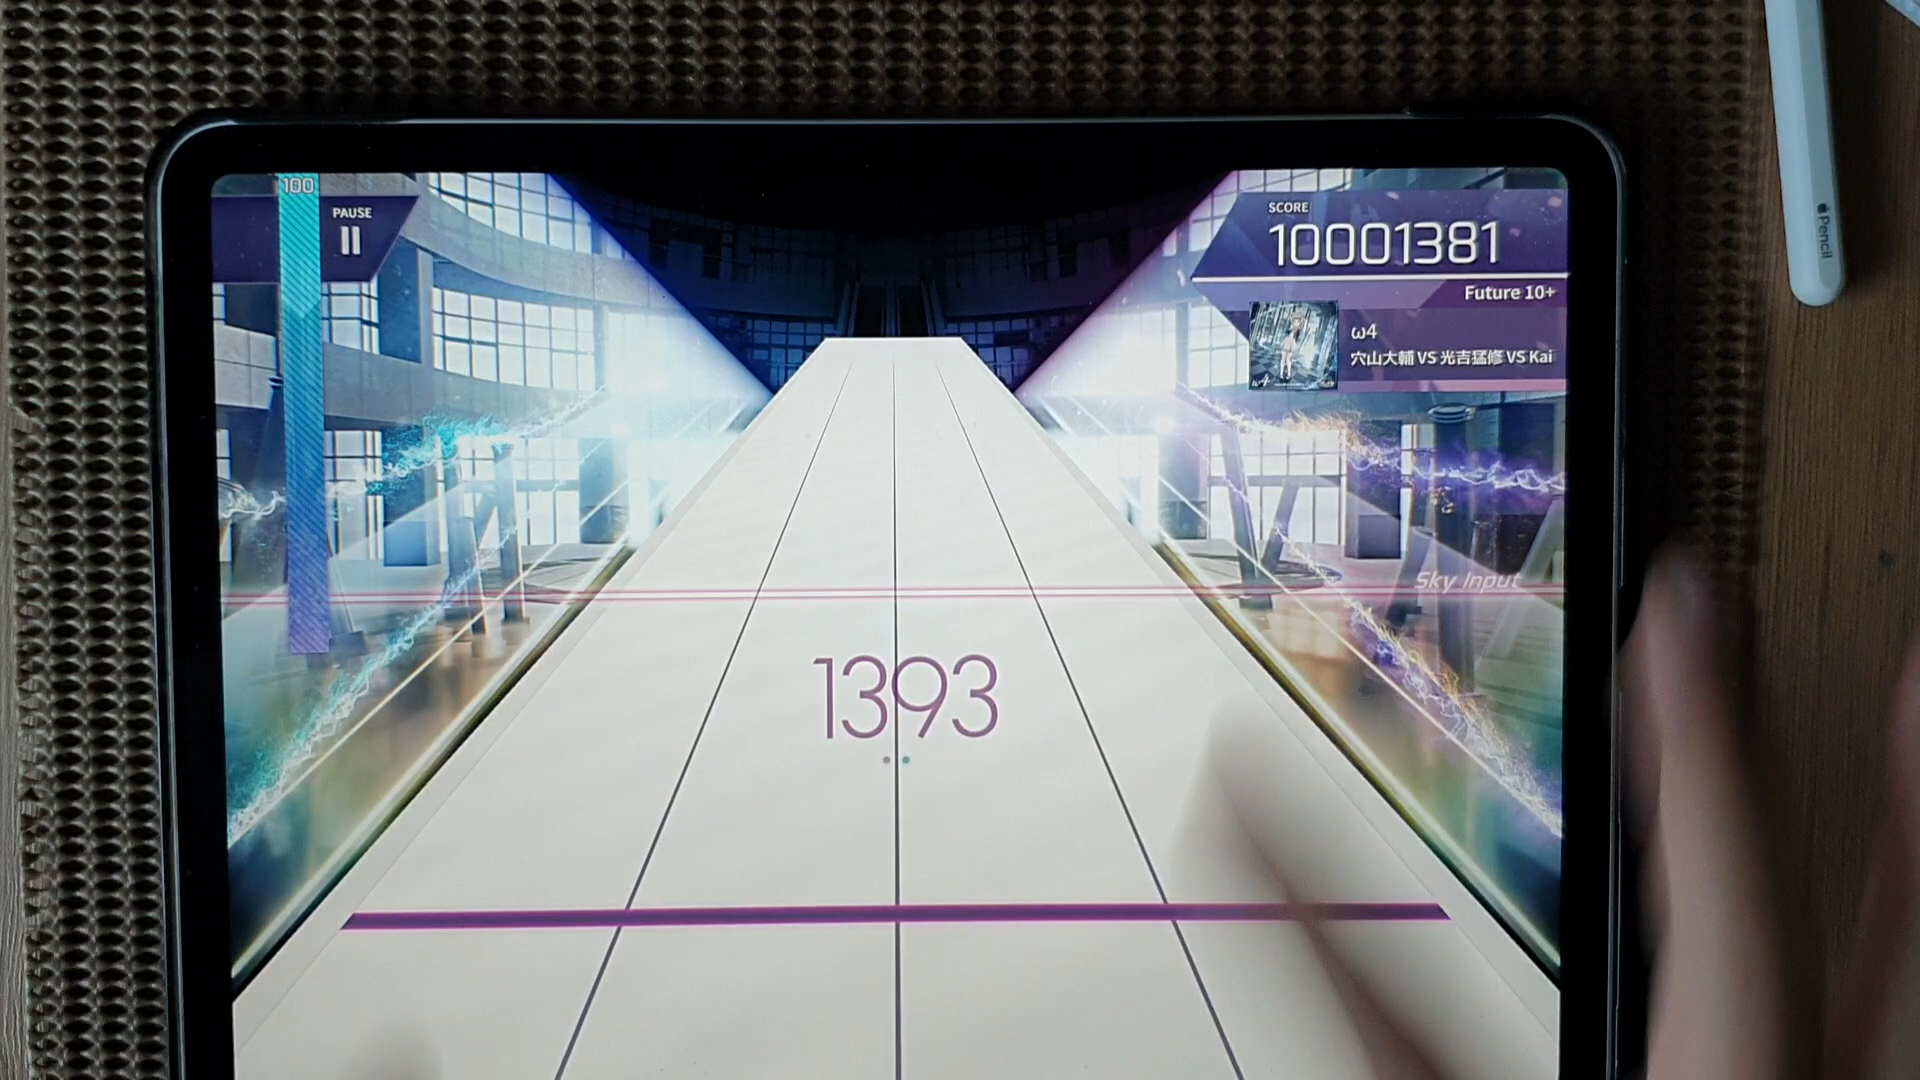 100
PAUSE
SCORE
10001381
Future 10+
ω4
穴山大輔 VS 光吉猛修 VS Kai
ω4
Sky Input
1393
Pencil